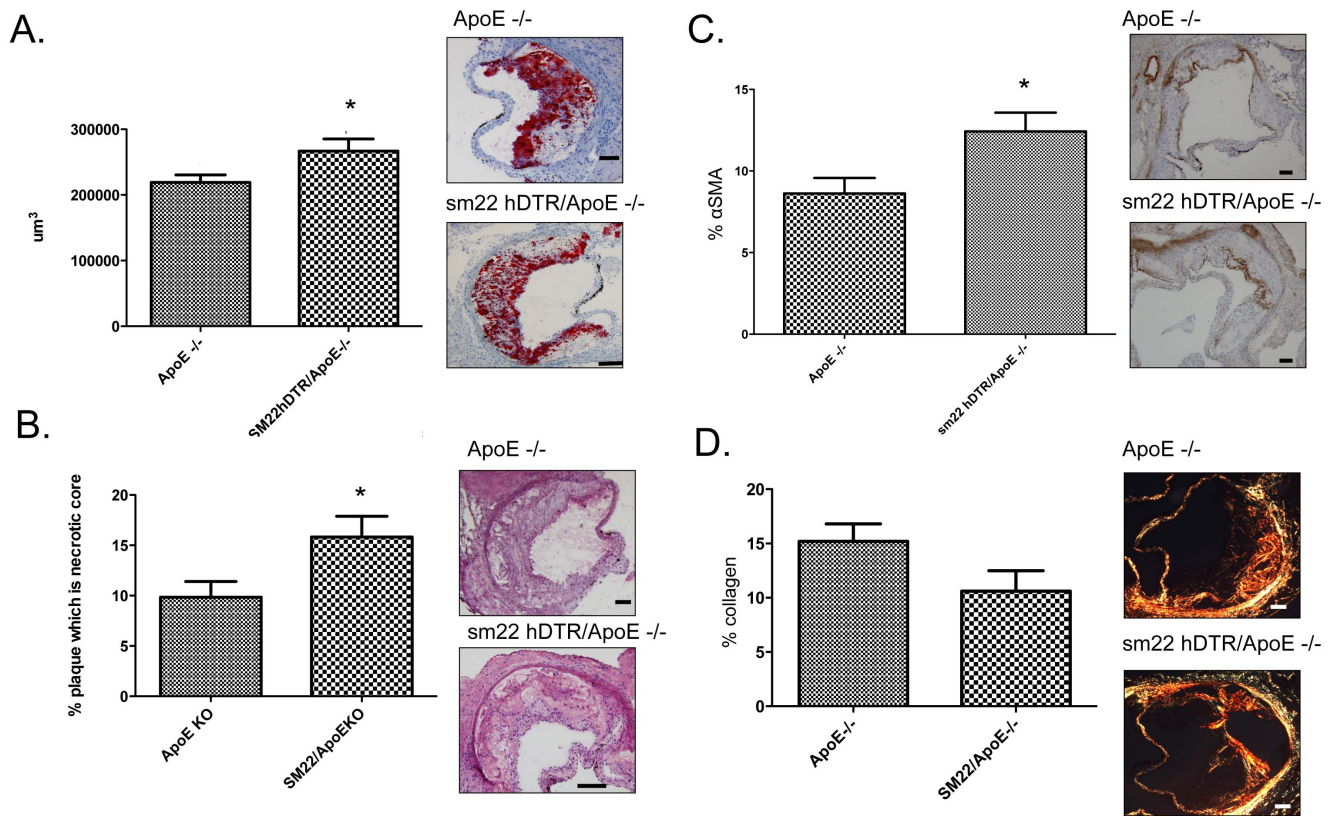 A.
ApoE -/-
*
300000
200000
100000
0
um³
ApoE -/-
SM22hDTR/ApoE-/-
sm22 hDTR/ApoE -/-
B.
ApoE -/-
*
20
15
10
5
0
% plaque which is necrotic core
ApoE KO
SM22/ApoEKO
sm22 hDTR/ApoE -/-
C.
ApoE -/-
*
15
10
5
0
% αSMA
ApoE -/-
sm22 hDTR/ApoE -/-
sm22 hDTR/ApoE -/-
D.
ApoE -/-
20
15
10
5
0
% collagen
ApoE-/-
SM22/ApoE-/-
sm22 hDTR/ApoE -/-